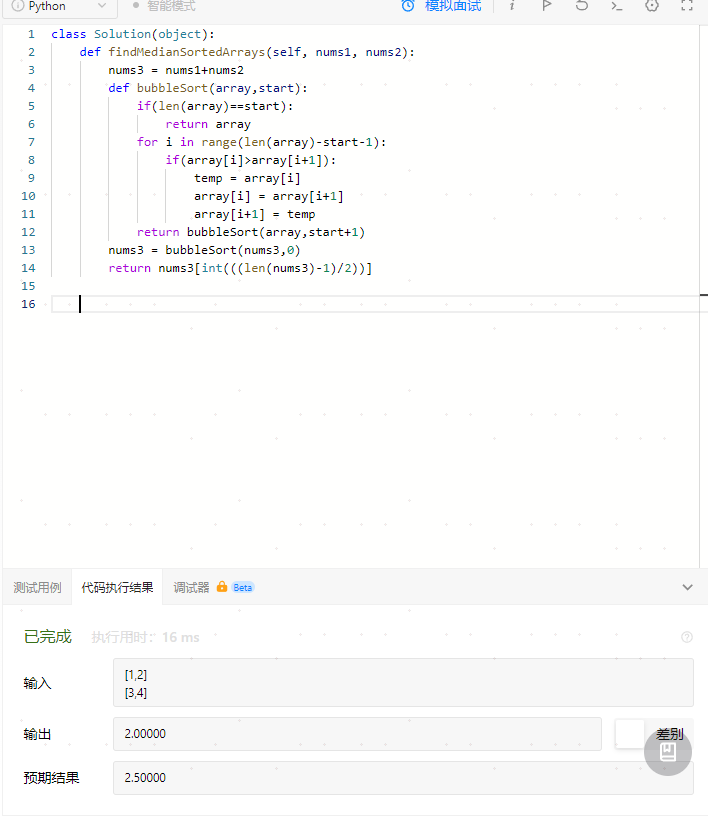 Python 智能模式 模拟面试
1 class Solution(object):
2     def findMedianSortedArrays(self, nums1, nums2):
3         nums3 = nums1+nums2
4         def bubbleSort(array,start):
5             if(len(array)==start):
6                 return array
7             for i in range(len(array)-start-1):
8                 if(array[i]>array[i+1]):
9                     temp = array[i]
10                     array[i] = array[i+1]
11                     array[i+1] = temp
12             return bubbleSort(array,start+1)
13         nums3 = bubbleSort(nums3,0)
14         return nums3[int(((len(nums3)-1)/2))]
15
16
测试用例 代码执行结果 调试器 Beta
已完成 执行用时: 16 ms
输入
[1,2]
[3,4]
输出 2.00000 差别
预期结果 2.50000